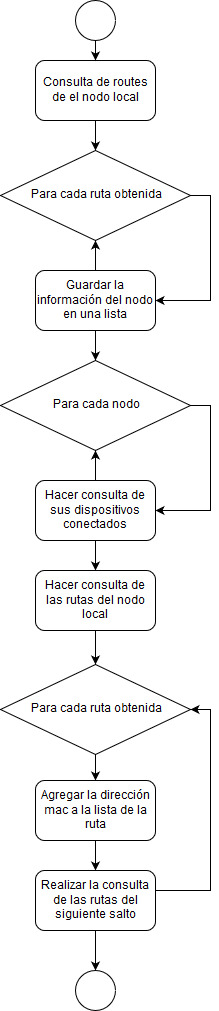 Consulta de routes
de el nodo local
Para cada ruta obtenida
Guardar la
información del nodo
en una lista
Para cada nodo
Hacer consulta de
sus dispositivos
conectados
Hacer consulta de
las rutas del nodo
local
Para cada ruta obtenida
Agregar la dirección
mac a la lista de la
ruta
Realizar la consulta
de las rutas del
siguiente salto